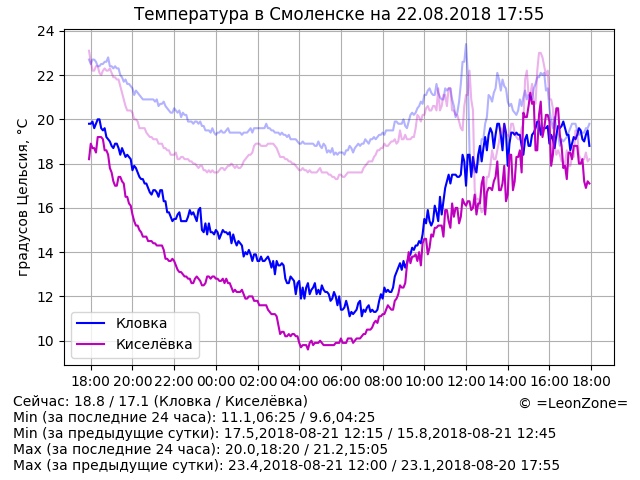 Температура в Смоленске на 22.08.2018 17:55
24
22
20
18
16
14
12
10
градусов Цельсия, °C
Кловка
Киселёвка
18:00 20:00 22:00 00:00 02:00 04:00 06:00 08:00 10:00 12:00 14:00 16:00 18:00
Сейчас: 18.8 / 17.1 (Кловка / Киселёвка)
© =LeonZone=
Min (за последние 24 часа): 11.1,06:25 / 9.6,04:25
Min (за предыдущие сутки): 17.5,2018-08-21 12:15 / 15.8,2018-08-21 12:45
Max (за последние 24 часа): 20.0,18:20 / 21.2,15:05
Max (за предыдущие сутки): 23.4,2018-08-21 12:00 / 23.1,2018-08-20 17:55